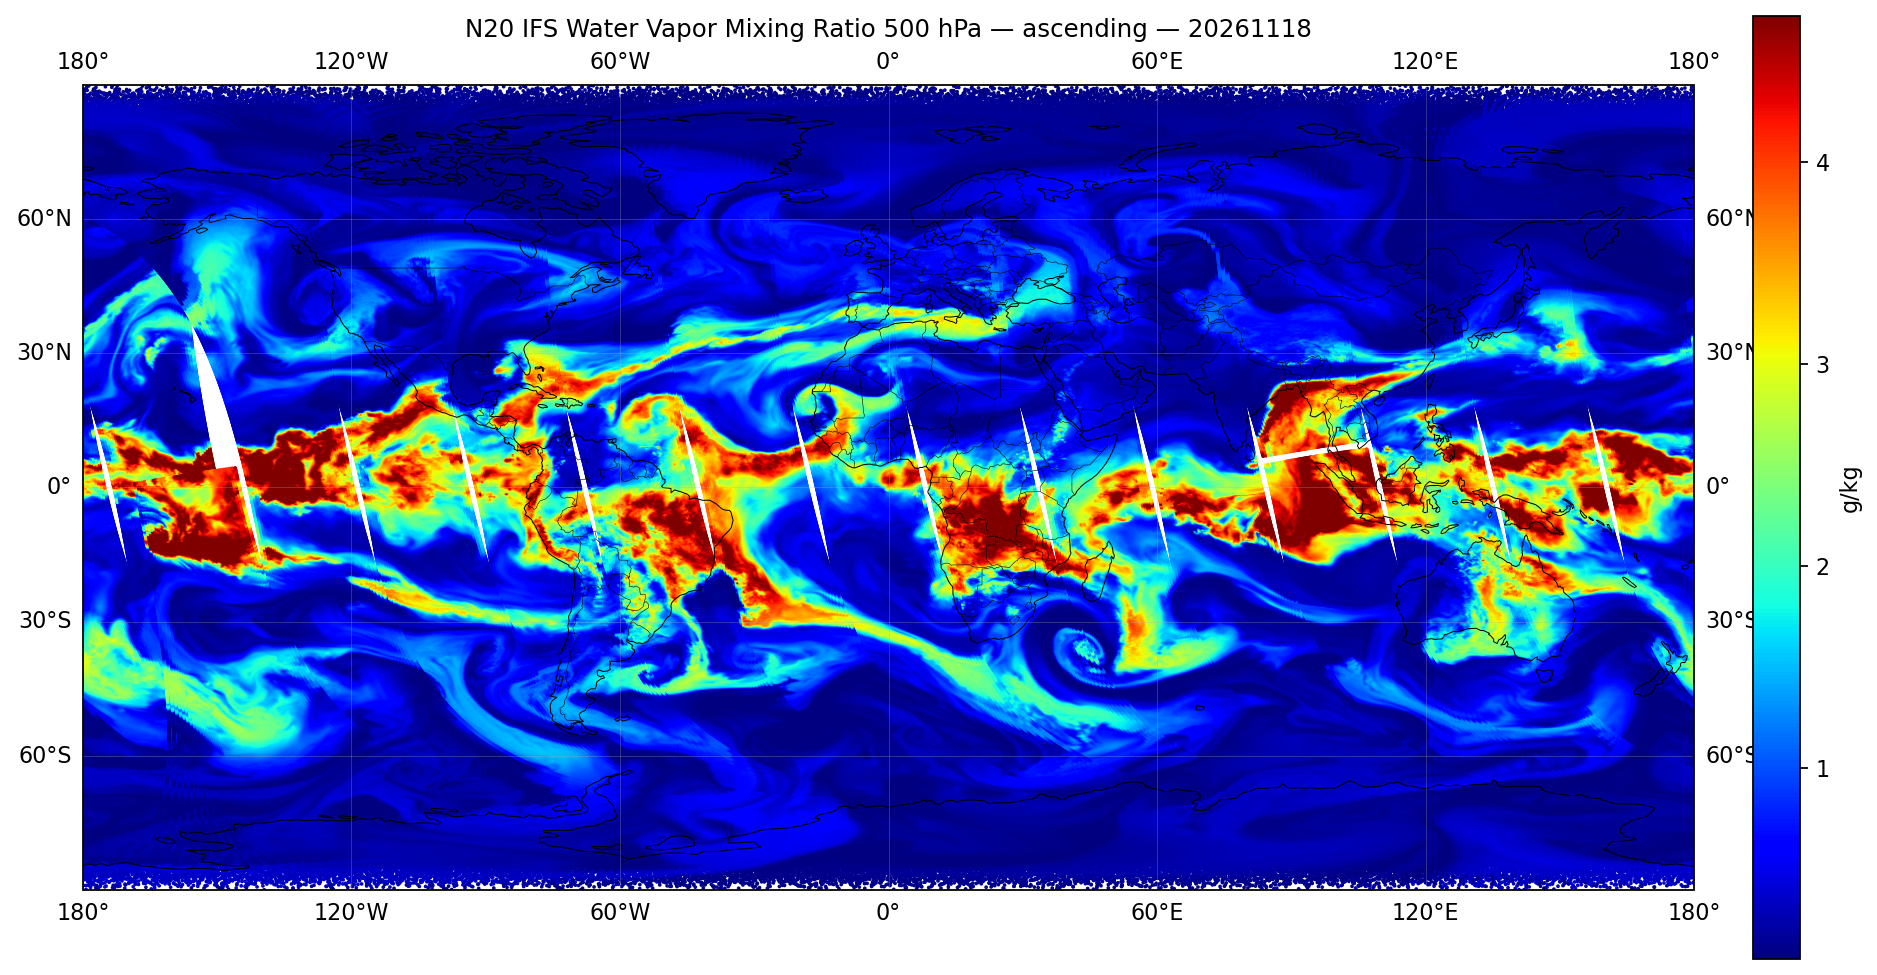 N20 IFS Water Vapor Mixing Ratio 500 hPa — ascending — 20261118
180° 120°W 60°W 0° 60°E 120°E 180°
60°N 60°N
30°N 30°N
0° 0°
30°S 30°S
60°S 60°S
180° 120°W 60°W 0° 60°E 120°E 180°
4
3
2
1
g/kg